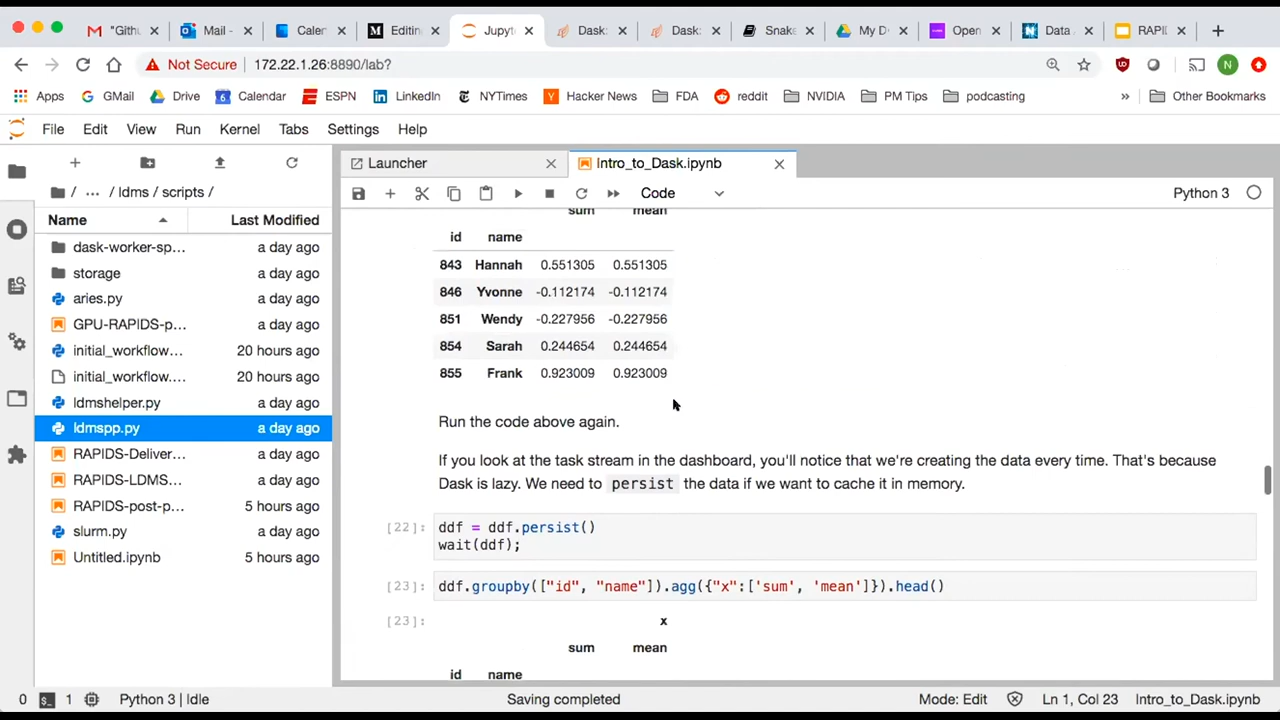 "Githu
Mail -
Calen
Editin
Jupyt
Dask:
Dask:
Snake
My D
Open
Data
RAPID
Not Secure
172.22.1.26:8890/lab?
N
Apps
GMail
Drive
Calendar
ESPN
LinkedIn
NYTimes
Hacker News
FDA
reddit
NVIDIA
PM Tips
podcasting
»
Other Bookmarks
File
Edit
View
Run
Kernel
Tabs
Settings
Help
Launcher
Intro_to_Dask.ipynb
/ ... / ldms / scripts /
Code
Python 3
Name
Last Modified
dask-worker-sp... a day ago
storage a day ago
aries.py a day ago
GPU-RAPIDS-p... a day ago
initial_workflow... 20 hours ago
initial_workflow.... 20 hours ago
ldmshelper.py a day ago
ldmspp.py a day ago
RAPIDS-Deliver... a day ago
RAPIDS-LDMS... a day ago
RAPIDS-post-p... 5 hours ago
slurm.py a day ago
Untitled.ipynb 5 hours ago
sum mean
id name
843 Hannah 0.551305 0.551305
846 Yvonne -0.112174 -0.112174
851 Wendy -0.227956 -0.227956
854 Sarah 0.244654 0.244654
855 Frank 0.923009 0.923009
Run the code above again.
If you look at the task stream in the dashboard, you'll notice that we're creating the data every time. That's because
Dask is lazy. We need to persist the data if we want to cache it in memory.
[22]: ddf = ddf.persist()
wait(ddf);
[23]: ddf.groupby(["id", "name"]).agg({"x":['sum', 'mean']}).head()
[23]: x
sum mean
id name
0
1
Python 3 | Idle
Saving completed
Mode: Edit
Ln 1, Col 23
Intro_to_Dask.ipynb